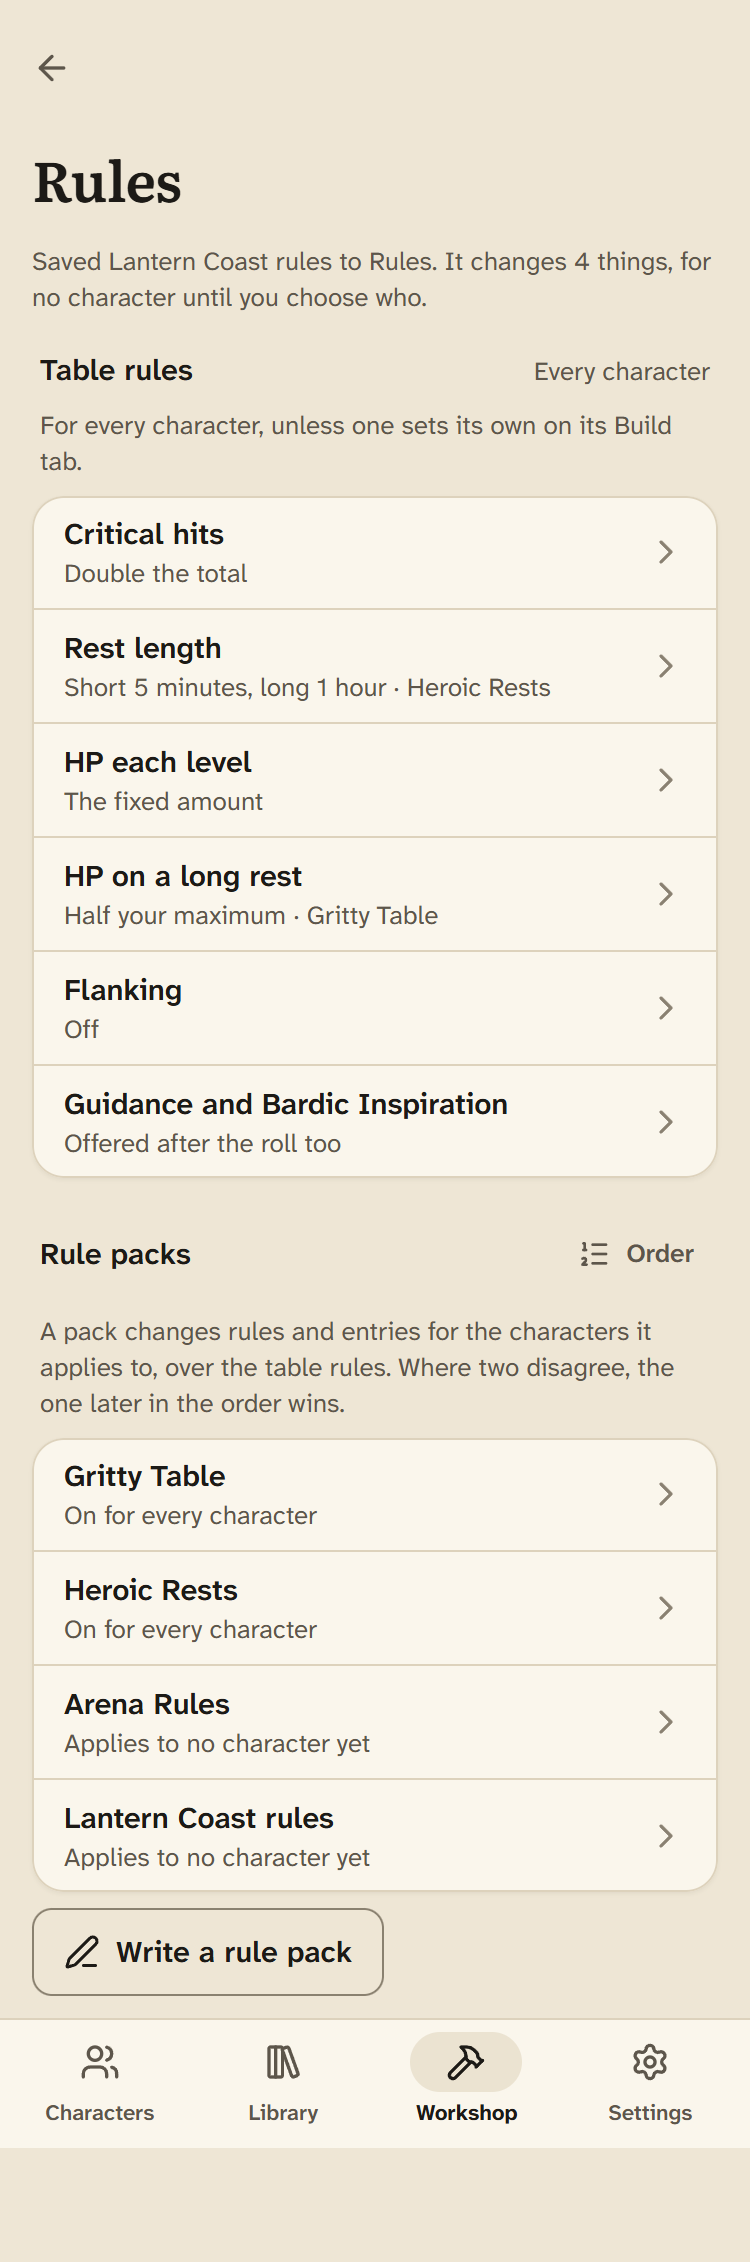 Rules
Saved Lantern Coast rules to Rules. It changes 4 things, for
no character until you choose who.
Table rules
Every character
For every character, unless one sets its own on its Build
tab.
Critical hits
Double the total
Rest length
Short 5 minutes, long 1 hour · Heroic Rests
HP each level
The fixed amount
HP on a long rest
Half your maximum · Gritty Table
Flanking
Off
Guidance and Bardic Inspiration
Offered after the roll too
Rule packs
Order
A pack changes rules and entries for the characters it
applies to, over the table rules. Where two disagree, the
one later in the order wins.
Gritty Table
On for every character
Heroic Rests
On for every character
Arena Rules
Applies to no character yet
Lantern Coast rules
Applies to no character yet
Write a rule pack
Characters
Library
Workshop
Settings